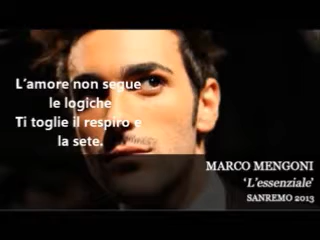 L'amore non segue
le logiche
Ti toglie il respiro e
la sete.
MARCO MENGONI
'L'essenziale'
SANREMO 2013